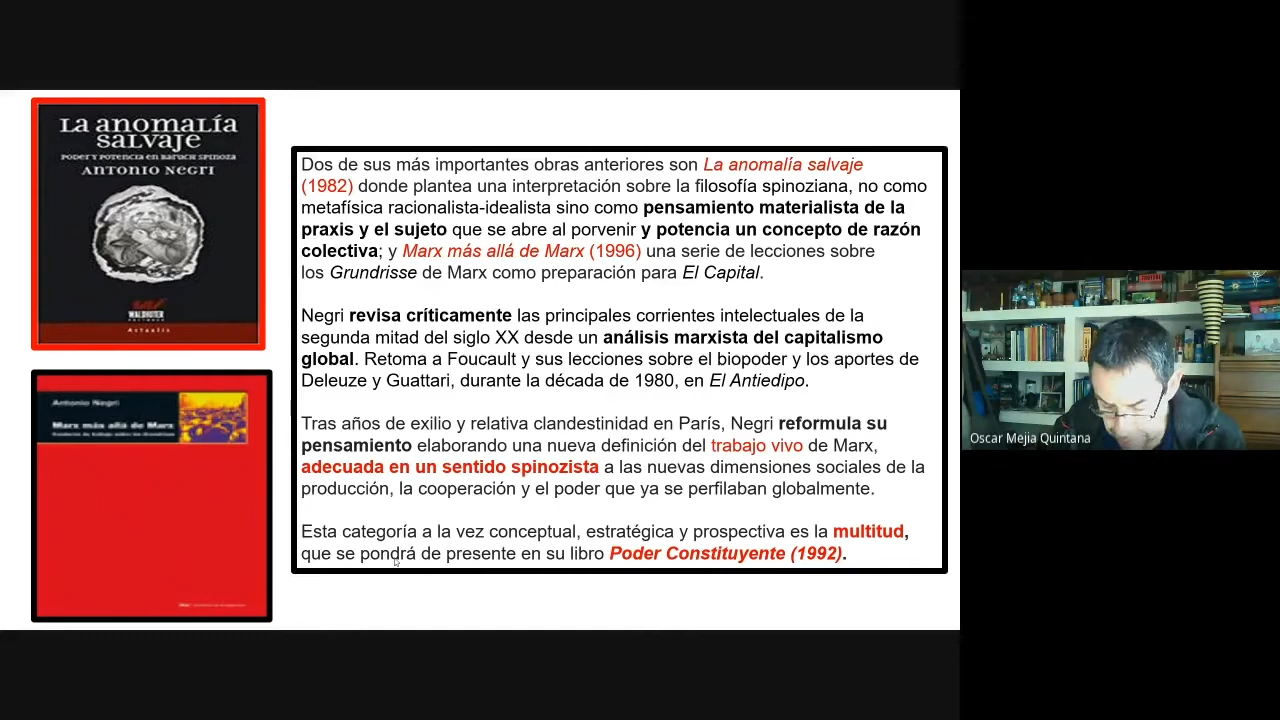 La anomalía
salvaje
Poder y potencia en Baruch Spinoza
Antonio Negri
WALDHUTER
Antonio Negri
Marx más allá de Marx
Dos de sus más importantes obras anteriores son La anomalía salvaje
(1982) donde plantea una interpretación sobre la filosofía spinoziana, no como
metafísica racionalista-idealista sino como pensamiento materialista de la
praxis y el sujeto que se abre al porvenir y potencia un concepto de razón
colectiva; y Marx más allá de Marx (1996) una serie de lecciones sobre
los Grundrisse de Marx como preparación para El Capital.
Negri revisa críticamente las principales corrientes intelectuales de la
segunda mitad del siglo XX desde un análisis marxista del capitalismo
global. Retoma a Foucault y sus lecciones sobre el biopoder y los aportes de
Deleuze y Guattari, durante la década de 1980, en El Antiedipo.
Tras años de exilio y relativa clandestinidad en París, Negri reformula su
pensamiento elaborando una nueva definición del trabajo vivo de Marx,
adecuada en un sentido spinozista a las nuevas dimensiones sociales de la
producción, la cooperación y el poder que ya se perfilaban globalmente.
Esta categoría a la vez conceptual, estratégica y prospectiva es la multitud,
que se pondrá de presente en su libro Poder Constituyente (1992).
Oscar Mejia Quintana